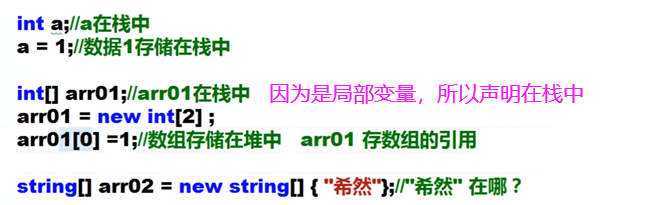 int a;//a在栈中
a = 1;//数据1存储在栈中
int[] arr01;//arr01在栈中 因为是局部变量，所以声明在栈中
arr01 = new int[2] ;
arr01[0] =1;//数组存储在堆中 arr01 存数组的引用
string[] arr02 = new string[] { "希然"};//"希然" 在哪？